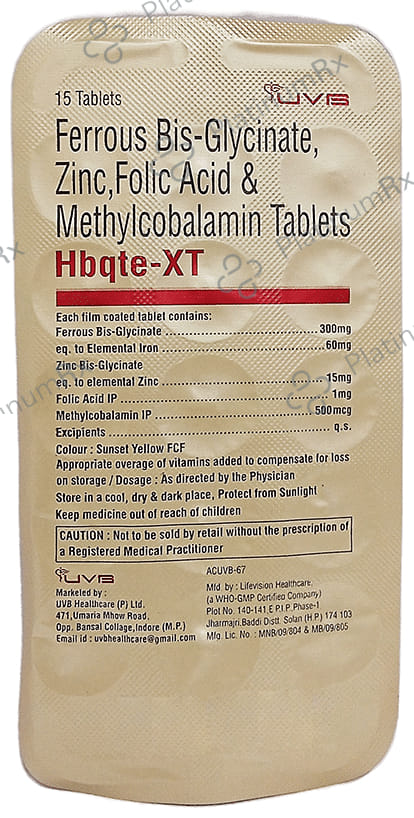 15 Tablets
UVB
Ferrous Bis-Glycinate,
Zinc,Folic Acid &
Methylcobalamin Tablets
Hbqte-XT
Each film coated tablet contains:
Ferrous Bis-Glycinate ........................................ 300mg
eq. to Elemental Iron ........................................ 60mg
Zinc Bis-Glycinate
eq. to elemental Zinc ........................................ 15mg
Folic Acid IP ........................................ 1mg
Methylcobalamin IP ........................................ 500mcg
Excipients ........................................ q.s.
Colour : Sunset Yellow FCF
Appropriate overage of vitamins added to compensate for loss
on storage / Dosage : As directed by the Physician
Store in a cool, dry & dark place, Protect from Sunlight
Keep medicine out of reach of children
CAUTION : Not to be sold by retail without the prescription of
a Registered Medical Practitioner
UVB
Marketed by :
UVB Healthcare (P) Ltd.
471,Umaria Mhow Road,
Opp. Bansal Collage,Indore (M.P.)
Email id : uvbhealthcare@gmail.com
ACUVB-67
Mfd. by : Lifevision Healthcare,
(a WHO-GMP Certified Company)
Plot No. 140-141,E.P.I.P.Phase-1
Jharmajri,Baddi Distt. Solan (H.P.) 174 103
Mfg. Lic. No. : MNB/09/804 & MB/09/805
PlatinumRx
PlatinumRx
PlatinumRx
PlatinumRx